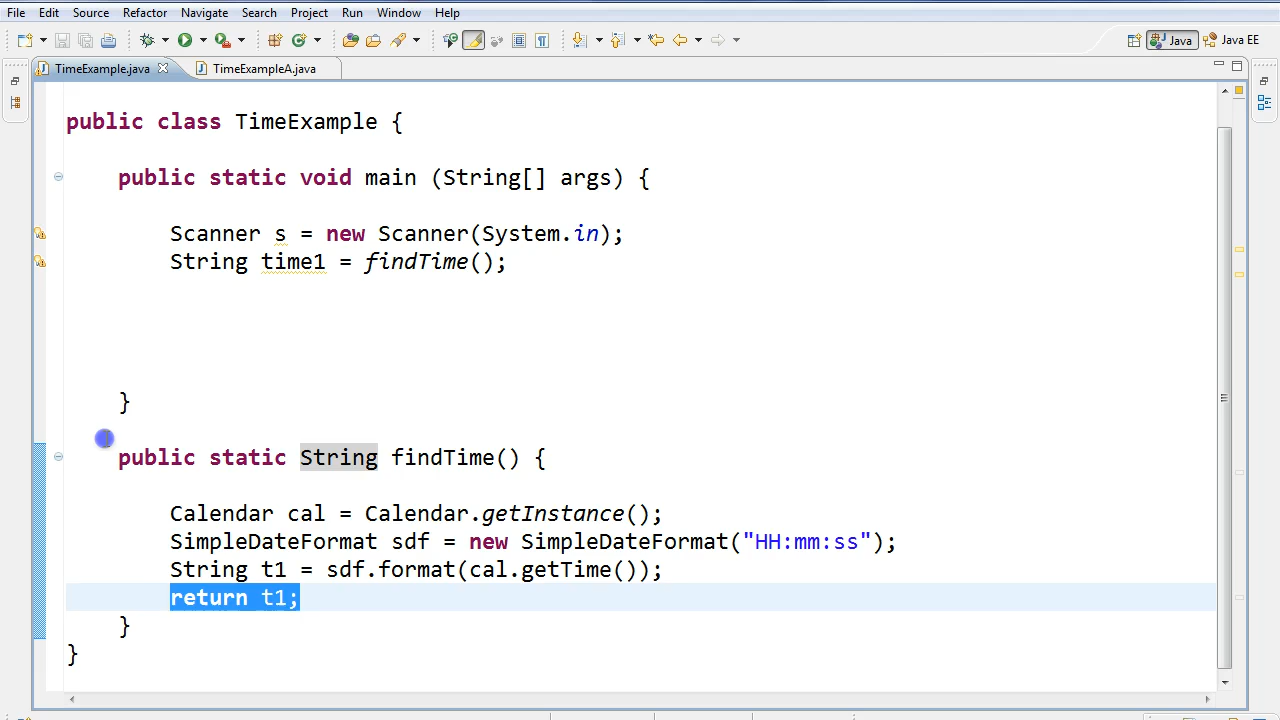 File Edit Source Refactor Navigate Search Project Run Window Help
Java Java EE
TimeExample.java TimeExampleA.java
public class TimeExample {
public static void main (String[] args) {
Scanner s = new Scanner(System.in);
String time1 = findTime();
}
public static String findTime() {
Calendar cal = Calendar.getInstance();
SimpleDateFormat sdf = new SimpleDateFormat("HH:mm:ss");
String t1 = sdf.format(cal.getTime());
return t1;
}
}